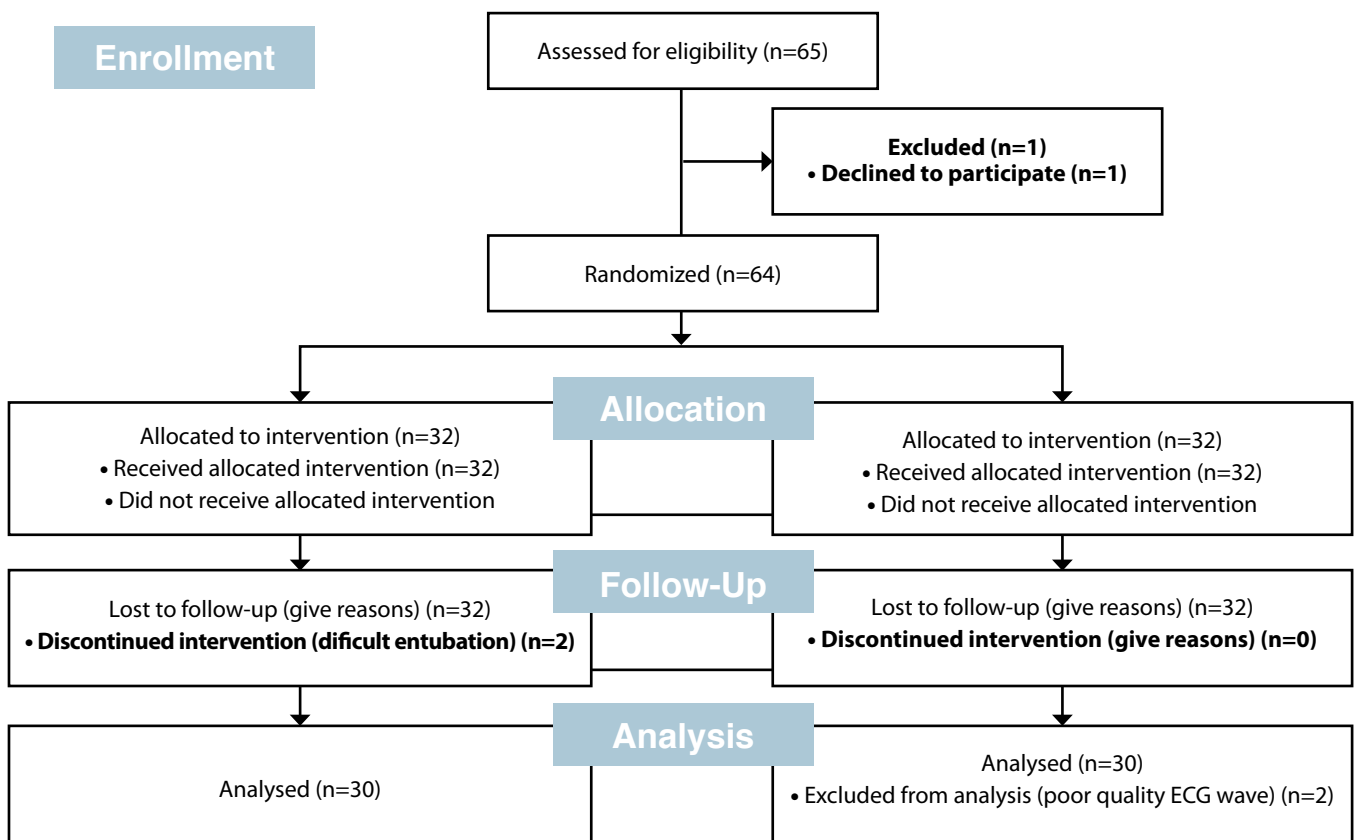 Enrollment
Assessed for eligibility (n=65)
Excluded (n=1)
• Declined to participate (n=1)
Randomized (n=64)
Allocation
Allocated to intervention (n=32)
• Received allocated intervention (n=32)
• Did not receive allocated intervention
Allocated to intervention (n=32)
• Received allocated intervention (n=32)
• Did not receive allocated intervention
Follow-Up
Lost to follow-up (give reasons) (n=32)
• Discontinued intervention (dificult entubation) (n=2)
Lost to follow-up (give reasons) (n=32)
• Discontinued intervention (give reasons) (n=0)
Analysis
Analysed (n=30)
Analysed (n=30)
• Excluded from analysis (poor quality ECG wave) (n=2)